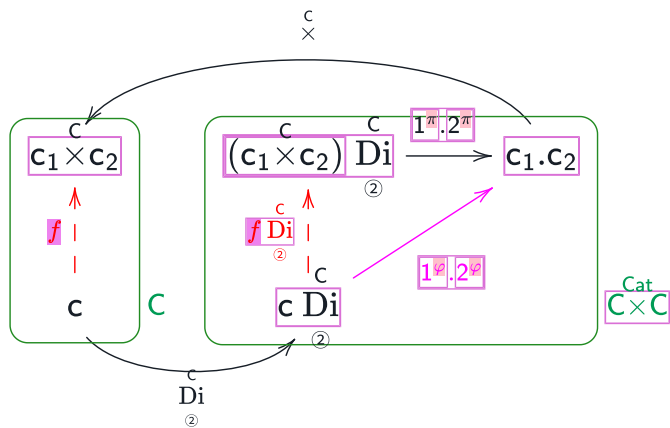 C
×
C
c₁×c₂
f
c
C
C
(c₁×c₂) C
Di
②
1^π.2^π
c₁.c₂
f C
Di
②
1^φ.2^φ
C
c Di
②
Cat
C×C
C
Di
②